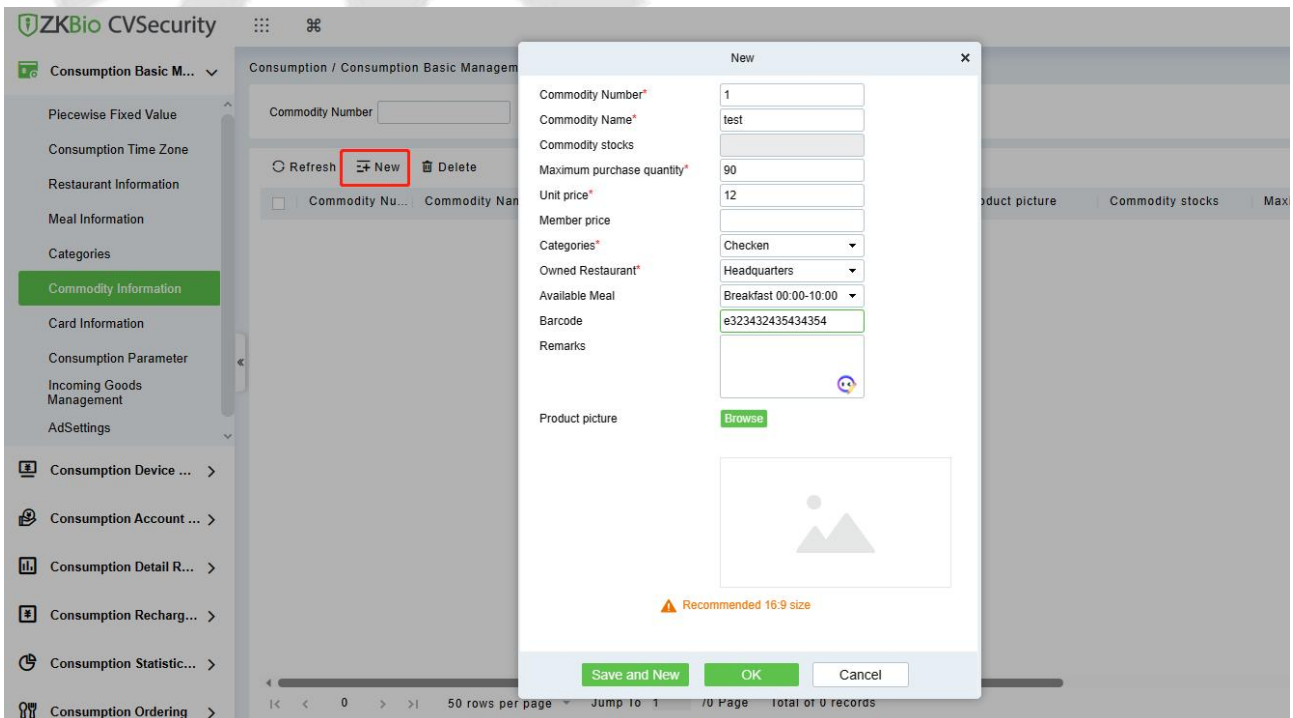 ZKBio CVSecurity
Consumption Basic M...
Piecewise Fixed Value
Consumption Time Zone
Restaurant Information
Meal Information
Categories
Commodity Information
Card Information
Consumption Parameter
Incoming Goods
Management
AdSettings
Consumption Device ...
Consumption Account ...
Consumption Detail R...
Consumption Recharg...
Consumption Statistic...
Consumption Ordering
Consumption / Consumption Basic Managem
Commodity Number
Refresh New Delete
Commodity Nu... Commodity Nan
oduct picture Commodity stocks Maxi
New
Commodity Number* 1
Commodity Name* test
Commodity stocks
Maximum purchase quantity* 90
Unit price* 12
Member price
Categories* Checken
Owned Restaurant* Headquarters
Available Meal Breakfast 00:00-10:00
Barcode e323432435434354
Remarks
Product picture Browse
Recommended 16:9 size
Save and New OK Cancel
|< < 0 > >| 50 rows per page Jump To 1 /0 Page Total of 0 records